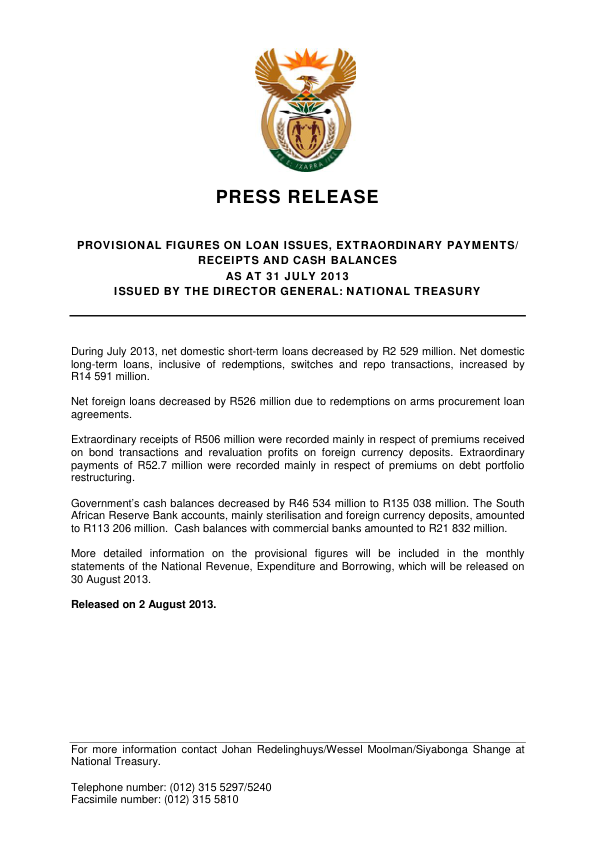 !KE E: /XARRA //KE
PRESS RELEASE
PROVISIONAL FIGURES ON LOAN ISSUES, EXTRAORDINARY PAYMENTS/
RECEIPTS AND CASH BALANCES
AS AT 31 JULY 2013
ISSUED BY THE DIRECTOR GENERAL: NATIONAL TREASURY
During July 2013, net domestic short-term loans decreased by R2 529 million. Net domestic
long-term loans, inclusive of redemptions, switches and repo transactions, increased by
R14 591 million.
Net foreign loans decreased by R526 million due to redemptions on arms procurement loan
agreements.
Extraordinary receipts of R506 million were recorded mainly in respect of premiums received
on bond transactions and revaluation profits on foreign currency deposits. Extraordinary
payments of R52.7 million were recorded mainly in respect of premiums on debt portfolio
restructuring.
Government's cash balances decreased by R46 534 million to R135 038 million. The South
African Reserve Bank accounts, mainly sterilisation and foreign currency deposits, amounted
to R113 206 million.  Cash balances with commercial banks amounted to R21 832 million.
More detailed information on the provisional figures will be included in the monthly
statements of the National Revenue, Expenditure and Borrowing, which will be released on
30 August 2013.
Released on 2 August 2013.
For more information contact Johan Redelinghuys/Wessel Moolman/Siyabonga Shange at
National Treasury.
Telephone number: (012) 315 5297/5240
Facsimile number: (012) 315 5810